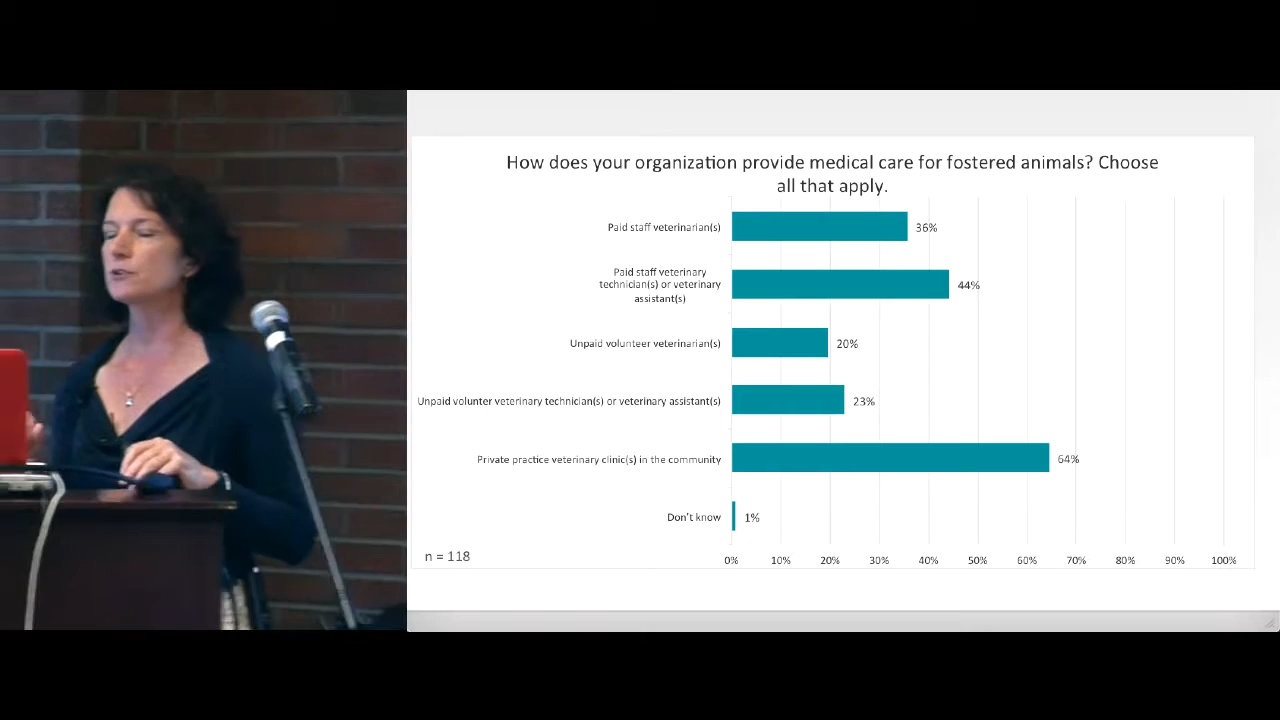 How does your organization provide medical care for fostered animals? Choose
all that apply.
Paid staff veterinarian(s)
36%
Paid staff veterinary
technician(s) or veterinary
assistant(s)
44%
Unpaid volunteer veterinarian(s)
20%
Unpaid volunter veterinary technician(s) or veterinary assistant(s)
23%
Private practice veterinary clinic(s) in the community
64%
Don't know
1%
n = 118
0% 10% 20% 30% 40% 50% 60% 70% 80% 90% 100%